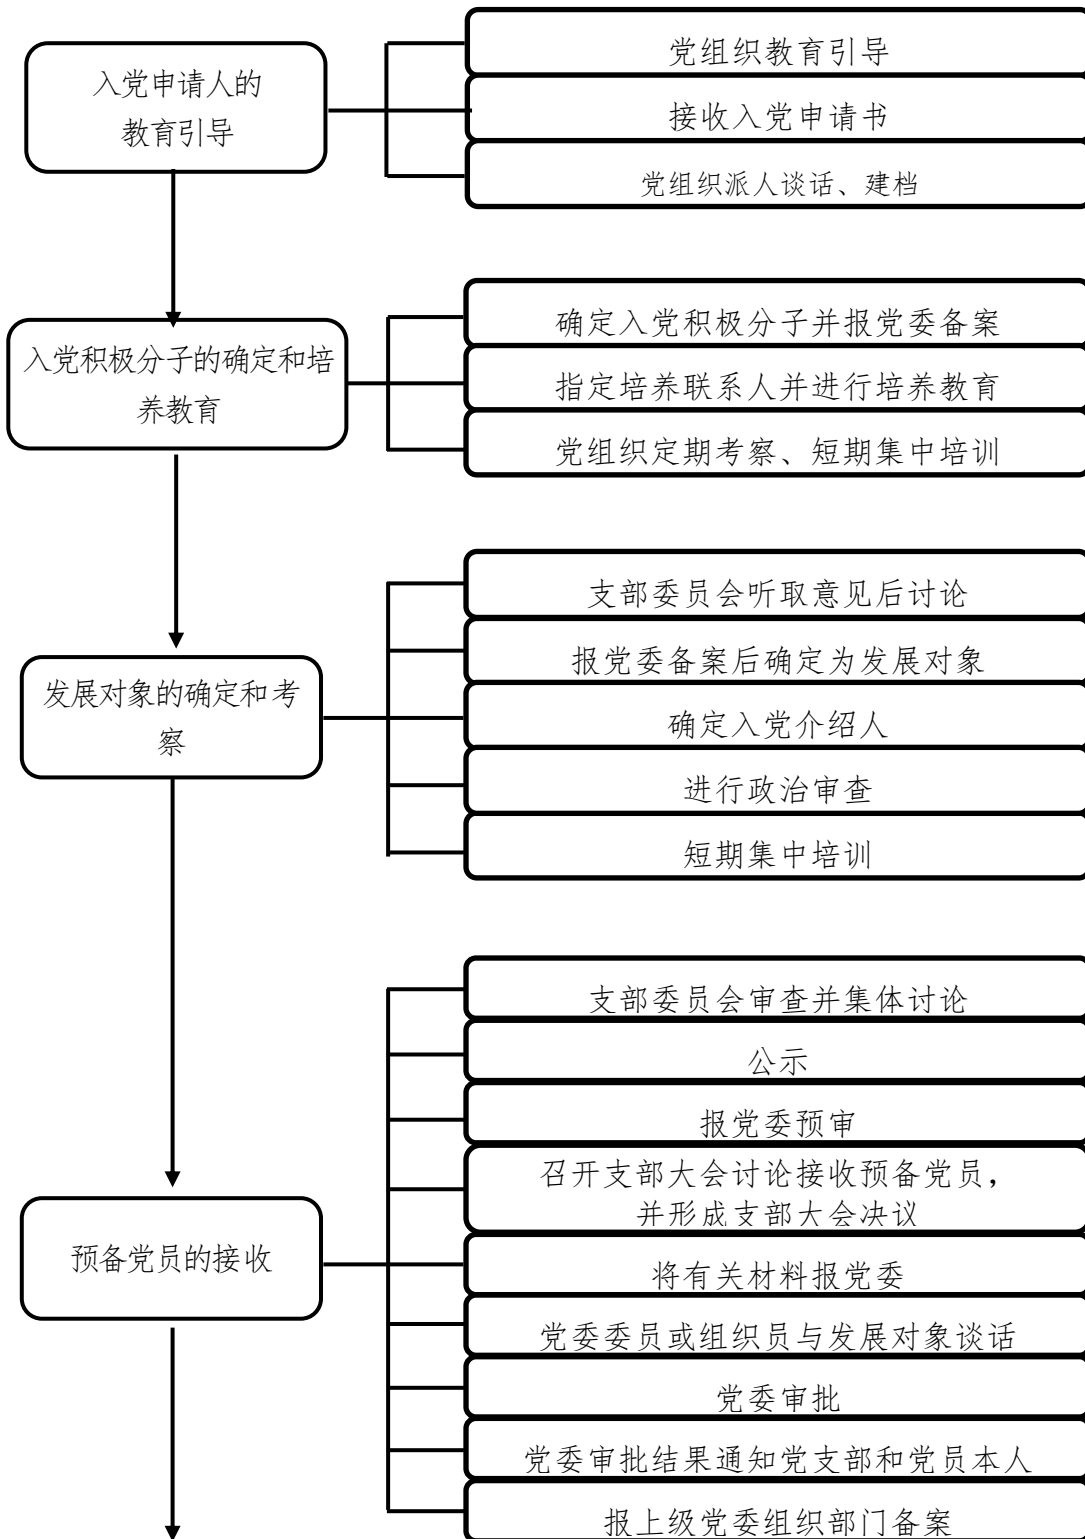 入党申请人的
教育引导
党组织教育引导
接收入党申请书
党组织派人谈话、建档
入党积极分子的确定和培
养教育
确定入党积极分子并报党委备案
指定培养联系人并进行培养教育
党组织定期考察、短期集中培训
发展对象的确定和考
察
支部委员会听取意见后讨论
报党委备案后确定为发展对象
确定入党介绍人
进行政治审查
短期集中培训
预备党员的接收
支部委员会审查并集体讨论
公示
报党委预审
召开支部大会讨论接收预备党员，
并形成支部大会决议
将有关材料报党委
党委委员或组织员与发展对象谈话
党委审批
党委审批结果通知党支部和党员本人
报上级党委组织部门备案